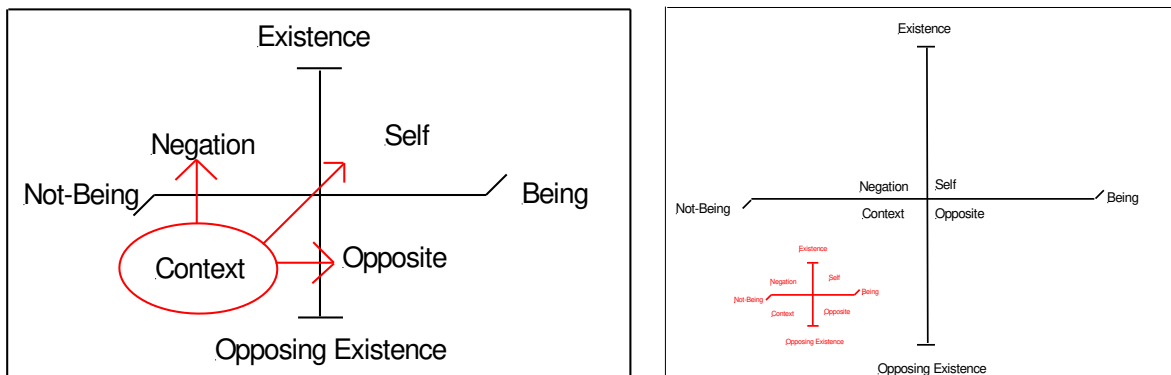 Existence
Negation
Self
Not-Being
Being
Context
Opposite
Opposing Existence
Existence
Negation
Self
Not-Being
Being
Context
Opposite
Existence
Negation
Self
Not-Being
Being
Context
Opposite
Opposing Existence
Opposing Existence